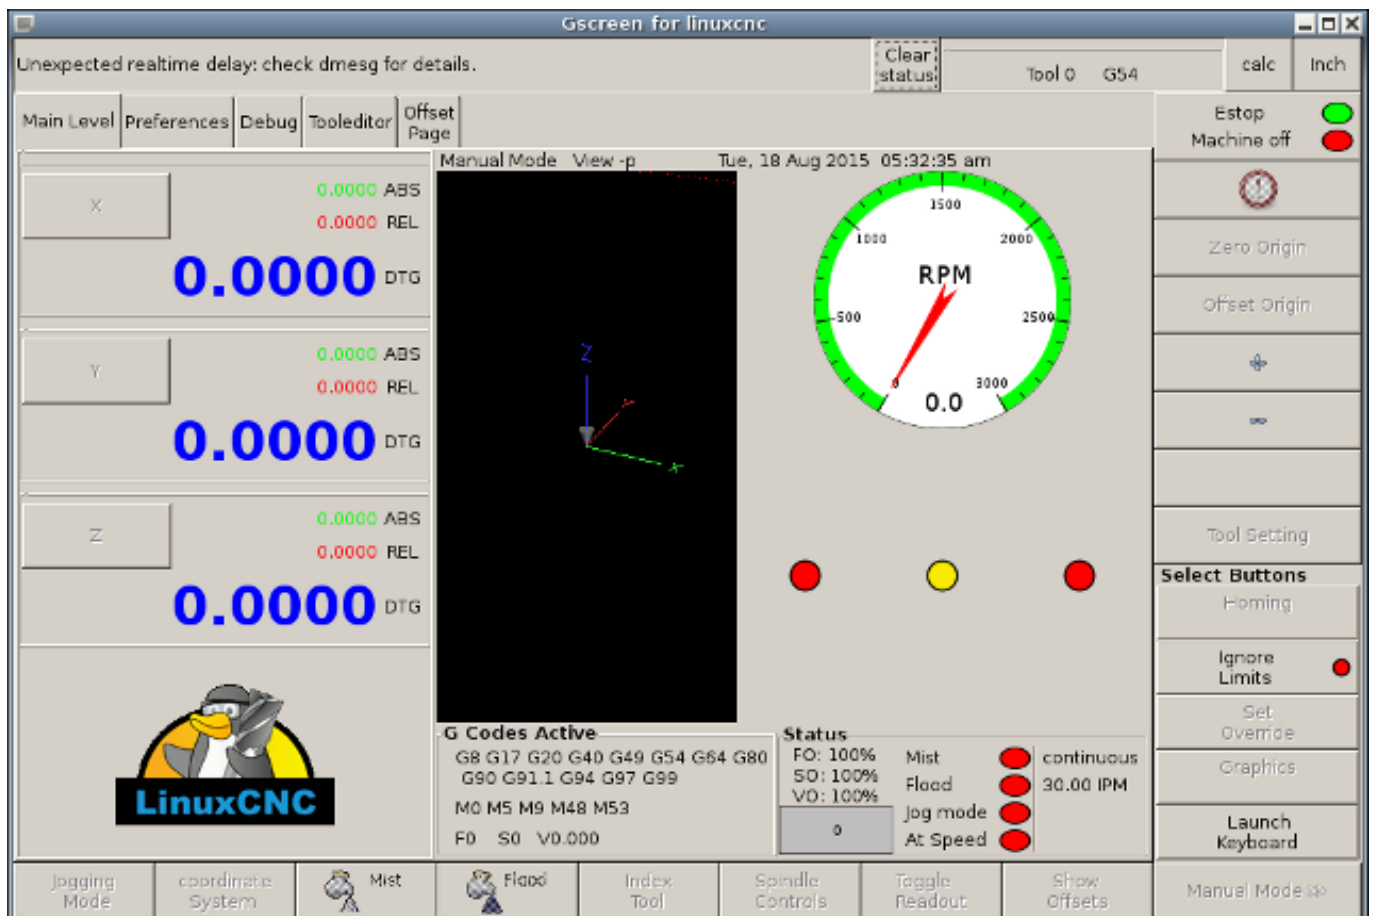 Gscreen for linuxcnc
Unexpected realtime delay: check dmesg for details.
Clear
status
Tool 0 G54
calc
Inch
Main Level
Preferences
Debug
Tooleditor
Offset
Page
Estop
Machine off
Manual Mode View -p Tue, 18 Aug 2015 05:32:35 am
X
0.0000 ABS
0.0000 REL
0.0000 DTG
Y
0.0000 ABS
0.0000 REL
0.0000 DTG
Z
0.0000 ABS
0.0000 REL
0.0000 DTG
LinuxCNC
Z
Y
X
1500
1000
2000
RPM
500
2500
0
3000
0.0
Zero Origin
Offset Origin
Tool Setting
Select Buttons
Homing
Ignore
Limits
Set
Override
Graphics
Launch
Keyboard
G Codes Active
G8 G17 G20 G40 G49 G54 G64 G80
G90 G91.1 G94 G97 G99
M0 M5 M9 M48 M53
F0 S0 V0.000
Status
FO: 100%
SO: 100%
VO: 100%
0
Mist
Flood
Jog mode
At Speed
continuous
30.00 IPM
Jogging
Mode
coordinate
System
Mist
Flood
Index
Tool
Spindle
Controls
Toggle
Readout
Show
Offsets
Manual Mode >>